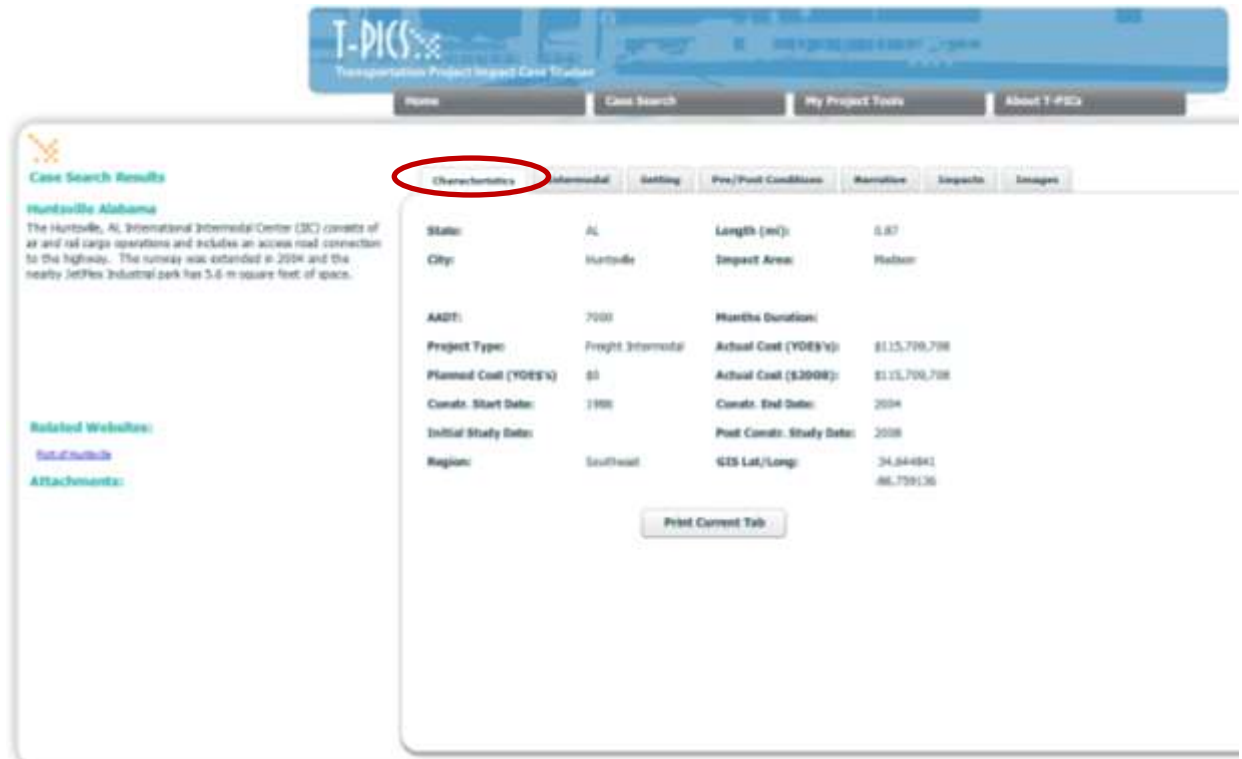 T-PICS
Transportation Project Impact Case Studies
Home Case Search My Project Tools About T-PICs
Case Search Results
Huntsville Alabama
The Huntsville, AL International Intermodal Center (IIC) consists of
air and rail cargo operations and includes an access road connection
to the highway. The runway was extended in 2004 and the
nearby JetPlex Industrial park has 5.6 m square feet of space.
Related Websites:
Port of Huntsville
Attachments:
Characteristics Intermodal Setting Pre/Post Conditions Narrative Impacts Images
State: AL Length (mi): 0.87
City: Huntsville Impact Area: Madison
AADT: 7000 Months Duration:
Project Type: Freight Intermodal Actual Cost (YOE$'s): $115,709,708
Planned Cost (YOE$'s) $0 Actual Cost ($2008): $115,709,708
Constr. Start Date: Constr. End Date: 2004
Initial Study Date: Post Constr. Study Date: 2008
Region: Southeast GIS Lat/Long: 34.644841
-86.759136
Print Current Tab